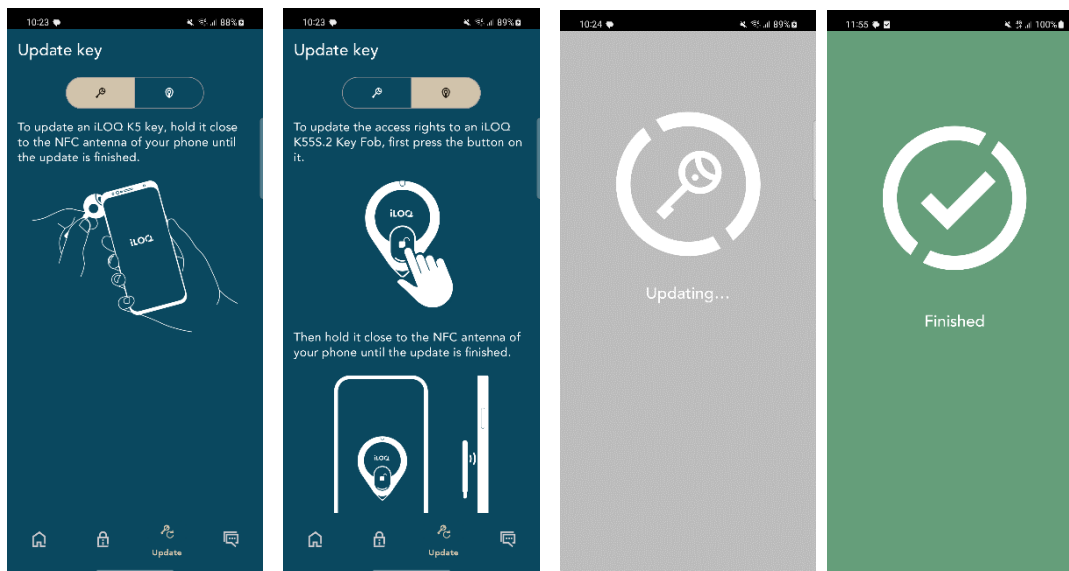 10:23
88%
Update key
To update an iLOQ K5 key, hold it close
to the NFC antenna of your phone until
the update is finished.
iLOQ
Update
10:23
89%
Update key
To update the access rights to an iLOQ
K55S.2 Key Fob, first press the button on
it.
iLOQ
Then hold it close to the NFC antenna of
your phone until the update is finished.
iLOQ
Update
10:24
89%
Updating...
11:55
100%
Finished